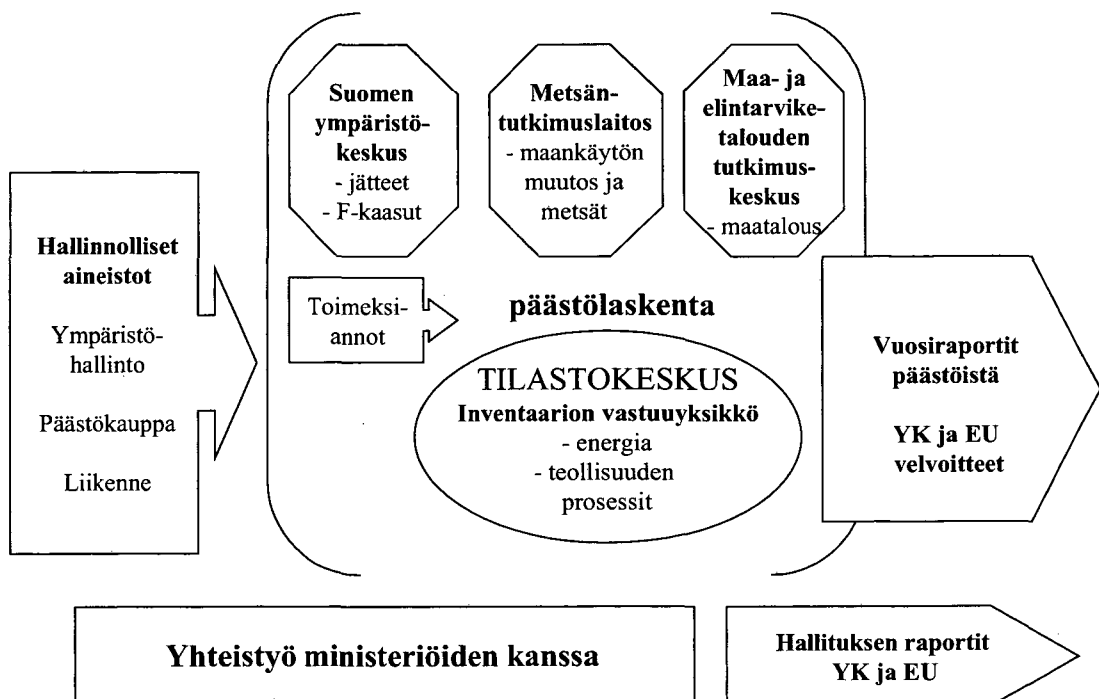 Hallinnolliset
aineistot
Ympäristö-
hallinto
Päästökauppa
Liikenne
Suomen
ympäristö-
keskus
- jätteet
- F-kaasut
Metsän-
tutkimuslaitos
- maankäytön
muutos ja
metsät
Maa- ja
elintarvike-
talouden
tutkimus-
keskus
- maatalous
Toimeksi-
annot
päästölaskenta
TILASTOKESKUS
Inventaarion vastuuyksikkö
- energia
- teollisuuden
prosessit
Vuosiraportit
päästöistä
YK ja EU
velvoitteet
Yhteistyö ministeriöiden kanssa
Hallituksen raportit
YK ja EU